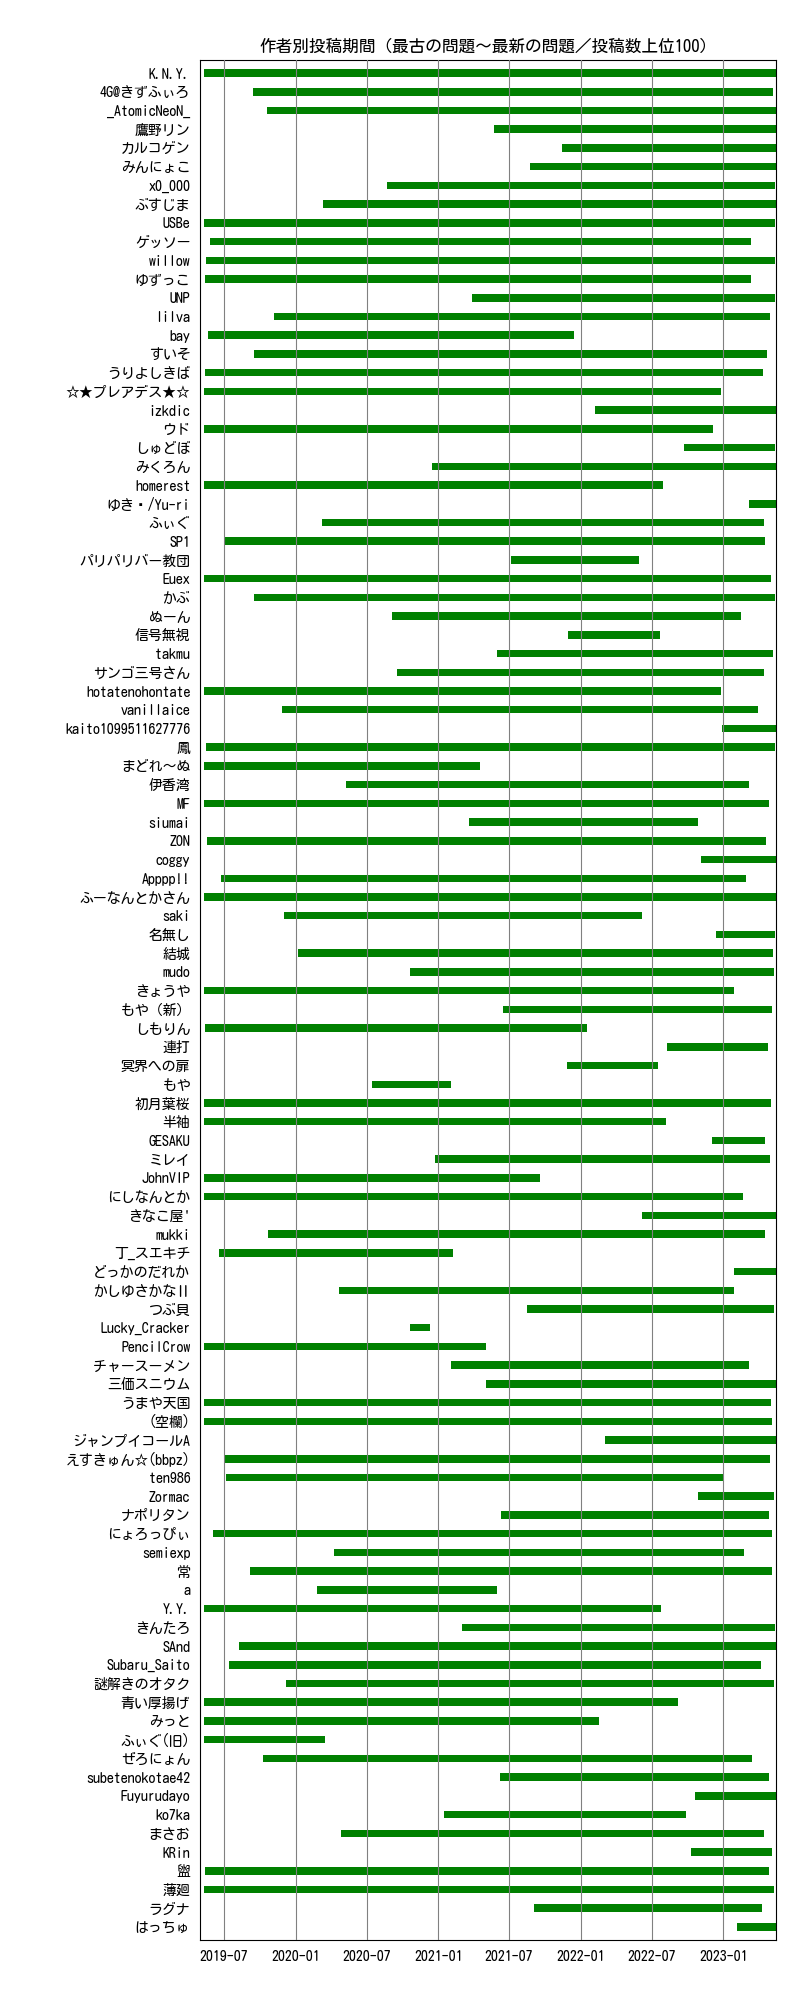 作者別投稿期間（最古の問題～最新の問題／投稿数上位100）
K.N.Y.
4G@きずふぃろ
_AtomicNeoN_
鷹野リン
カルコゲン
みんにょこ
x0_000
ぷすじま
USBe
ゲッソー
willow
ゆずっこ
UNP
lilva
bay
すいそ
うりよしきば
☆★プレアデス★☆
izkdic
ウド
しゅどぼ
みくろん
homerest
ゆき・/Yu-ri
ふぃぐ
SP1
パリパリバー教団
Euex
かぶ
ぬーん
信号無視
takmu
サンゴ三号さん
hotatenohontate
vanillaice
kaito1099511627776
鳳
まどれ～ぬ
伊香湾
MF
siumai
ZON
coggy
Appppll
ふーなんとかさん
saki
名無し
結城
mudo
きょうや
もや（新）
しもりん
連打
冥界への扉
もや
初月葉桜
半袖
GESAKU
ミレイ
JohnVIP
にしなんとか
きなこ屋'
mukki
丁_スエキチ
どっかのだれか
かしゆさかなⅡ
つぶ貝
Lucky_Cracker
PencilCrow
チャースーメン
三価スニウム
うまや天国
(空欄)
ジャンプイコールA
えすきゅん☆(bbpz)
ten986
Zormac
ナポリタン
にょろっぴぃ
semiexp
常
a
Y.Y.
きんたろ
SAnd
Subaru_Saito
謎解きのオタク
青い厚揚げ
みっと
ふぃぐ(旧)
ぜろにょん
subetenokotae42
Fuyurudayo
ko7ka
まさお
KRin
盥
薄廻
ラグナ
はっちゅ
2019-07 2020-01 2020-07 2021-01 2021-07 2022-01 2022-07 2023-01